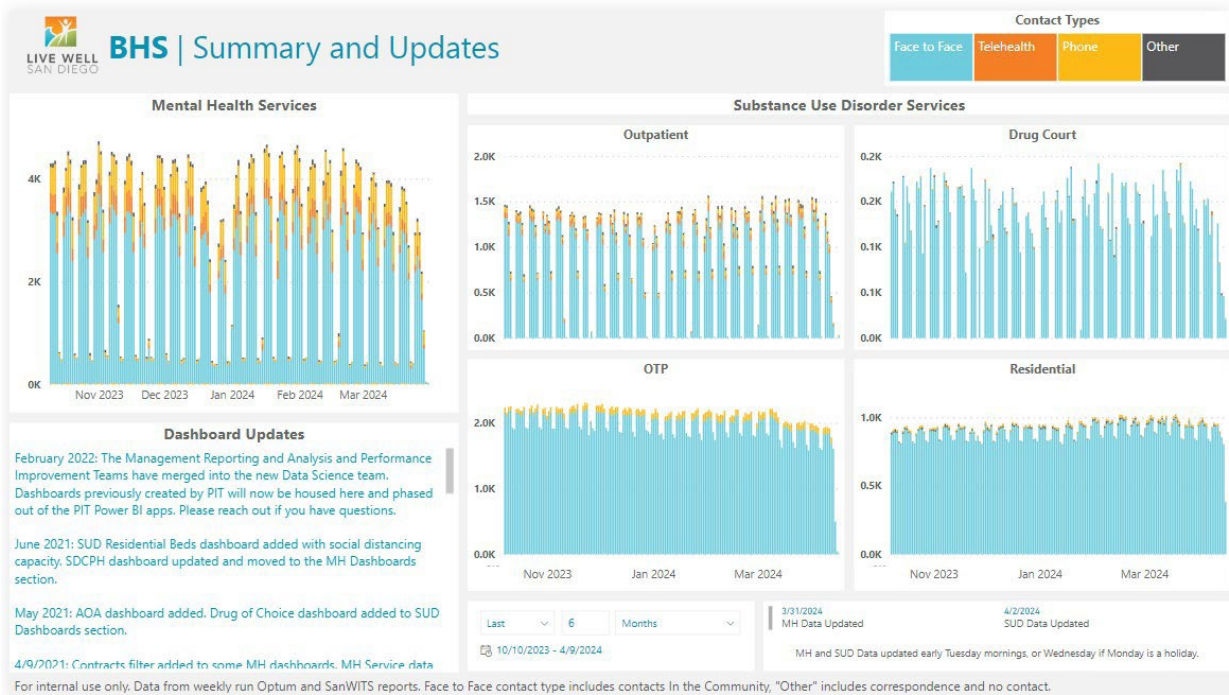 LIVE WELL
SAN DIEGO
BHS | Summary and Updates
Contact Types
Face to Face
Telehealth
Phone
Other
Mental Health Services
4K
2K
0K
Nov 2023
Dec 2023
Jan 2024
Feb 2024
Mar 2024
Substance Use Disorder Services
Outpatient
2.0K
1.5K
1.0K
0.5K
0.0K
Drug Court
0.2K
0.2K
0.1K
0.1K
0.0K
OTP
2.0K
1.0K
0.0K
Nov 2023
Jan 2024
Mar 2024
Residential
1.0K
0.5K
0.0K
Nov 2023
Jan 2024
Mar 2024
Dashboard Updates
February 2022: The Management Reporting and Analysis and Performance
Improvement Teams have merged into the new Data Science team.
Dashboards previously created by PIT will now be housed here and phased
out of the PIT Power BI apps. Please reach out if you have questions.
June 2021: SUD Residential Beds dashboard added with social distancing
capacity. SDCPH dashboard updated and moved to the MH Dashboards
section.
May 2021: AOA dashboard added. Drug of Choice dashboard added to SUD
Dashboards section.
4/9/2021: Contracts filter added to some MH dashboards. MH Service data
Last
6
Months
10/10/2023 - 4/9/2024
3/31/2024
MH Data Updated
4/2/2024
SUD Data Updated
MH and SUD Data updated early Tuesday mornings, or Wednesday if Monday is a holiday.
For internal use only. Data from weekly run Optum and SanWITS reports. Face to Face contact type includes contacts In the Community, "Other" includes correspondence and no contact.